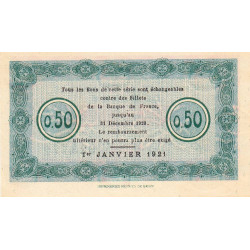 Tous les Bons de cette série sont échangeables
contre des Billets
de la Banque de France,
jusqu'au
31 Décembre
Le remboursement
ultérieur n'en pourra plus être exigé
0.50
0.50
1er JANVIER 1921